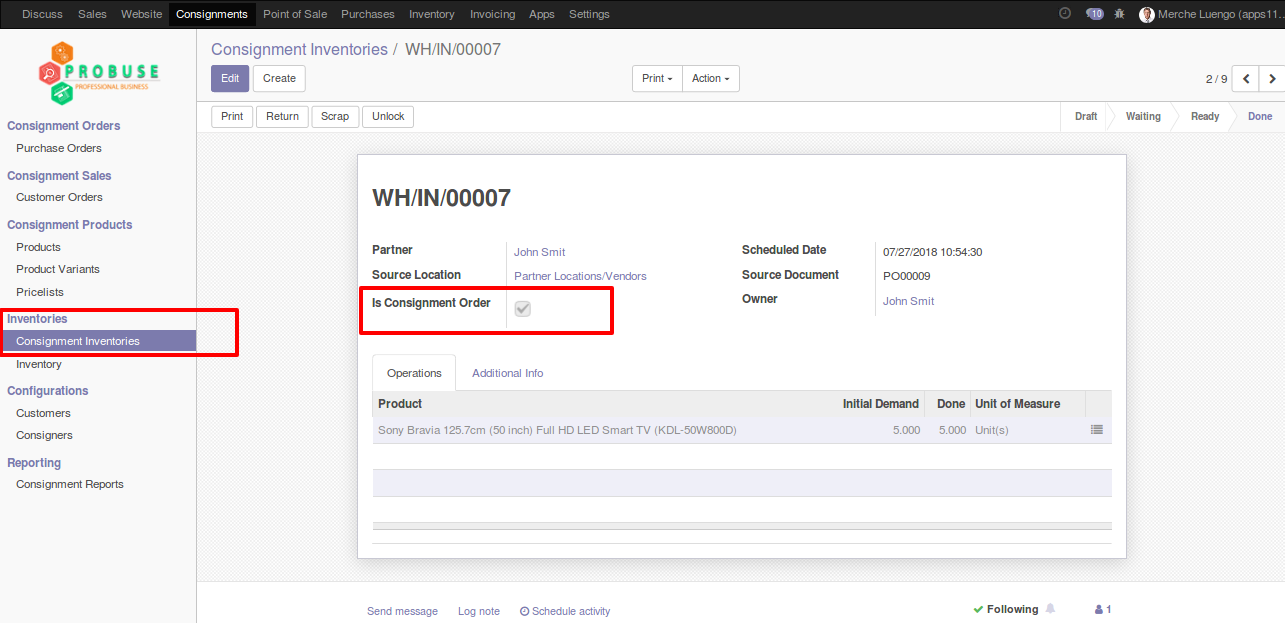 Discuss Sales Website Consignments Point of Sale Purchases Inventory Invoicing Apps Settings 10 Merche Luengo (apps11...
PROBUSE
PROFESSIONAL BUSINESS
Consignment Orders
Purchase Orders
Consignment Sales
Customer Orders
Consignment Products
Products
Product Variants
Pricelists
Inventories
Consignment Inventories
Inventory
Configurations
Customers
Consigners
Reporting
Consignment Reports
Consignment Inventories / WH/IN/00007
Edit Create Print Action 2 / 9
Print Return Scrap Unlock Draft Waiting Ready Done
WH/IN/00007
Partner John Smit Scheduled Date 07/27/2018 10:54:30
Source Location Partner Locations/Vendors Source Document PO00009
Is Consignment Order Owner John Smit
Operations Additional Info
Product Initial Demand Done Unit of Measure
Sony Bravia 125.7cm (50 inch) Full HD LED Smart TV (KDL-50W800D) 5.000 5.000 Unit(s)
Send message Log note Schedule activity Following 1